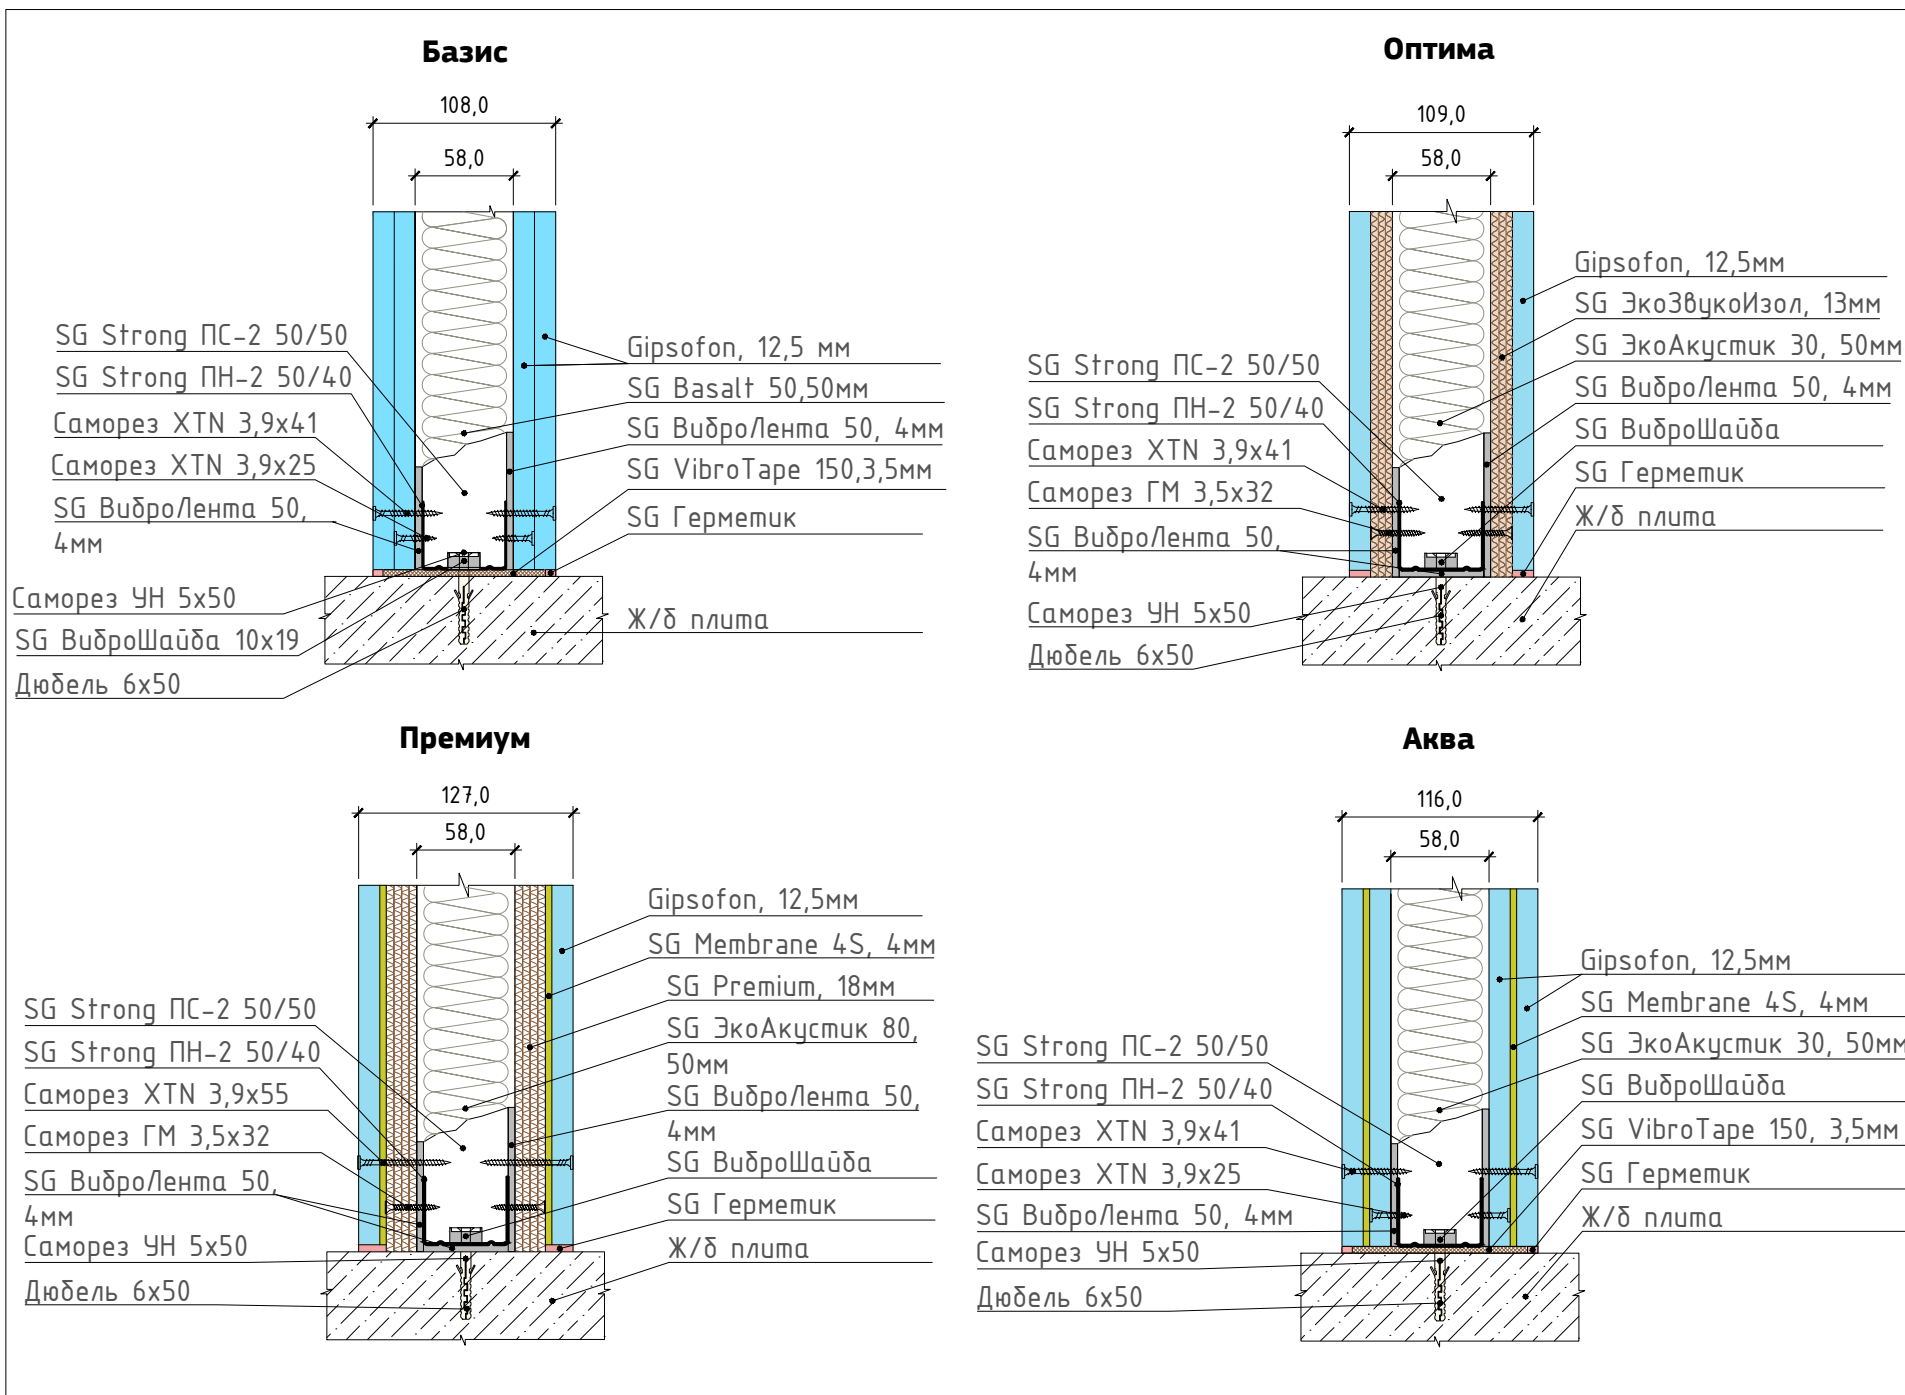 Базис
108,0
58,0
SG Strong ПС-2 50/50
SG Strong ПН-2 50/40
Саморез XTN 3,9x41
Саморез XTN 3,9x25
SG ВиброЛента 50,
4мм
Саморез УН 5x50
SG ВиброШайба 10x19
Дюбель 6x50
Gipsofon, 12,5 мм
SG Basalt 50,50мм
SG ВиброЛента 50, 4мм
SG VibroTape 150,3,5мм
SG Герметик
Ж/б плита
Оптима
109,0
58,0
SG Strong ПС-2 50/50
SG Strong ПН-2 50/40
Саморез XTN 3,9x41
Саморез ГМ 3,5x32
SG ВиброЛента 50,
4мм
Саморез УН 5x50
Дюбель 6x50
Gipsofon, 12,5мм
SG ЭкоЗвукоИзол, 13мм
SG ЭкоАкустик 30, 50мм
SG ВиброЛента 50, 4мм
SG ВиброШайба
SG Герметик
Ж/б плита
Премиум
127,0
58,0
SG Strong ПС-2 50/50
SG Strong ПН-2 50/40
Саморез XTN 3,9x55
Саморез ГМ 3,5x32
SG ВиброЛента 50,
4мм
Саморез УН 5x50
Дюбель 6x50
Gipsofon, 12,5мм
SG Membrane 4S, 4мм
SG Premium, 18мм
SG ЭкоАкустик 80,
50мм
SG ВиброЛента 50,
4мм
SG ВиброШайба
SG Герметик
Ж/б плита
Аква
116,0
58,0
SG Strong ПС-2 50/50
SG Strong ПН-2 50/40
Саморез XTN 3,9x41
Саморез XTN 3,9x25
SG ВиброЛента 50, 4мм
Саморез УН 5x50
Дюбель 6x50
Gipsofon, 12,5мм
SG Membrane 4S, 4мм
SG ЭкоАкустик 30, 50мм
SG ВиброШайба
SG VibroTape 150, 3,5мм
SG Герметик
Ж/б плита